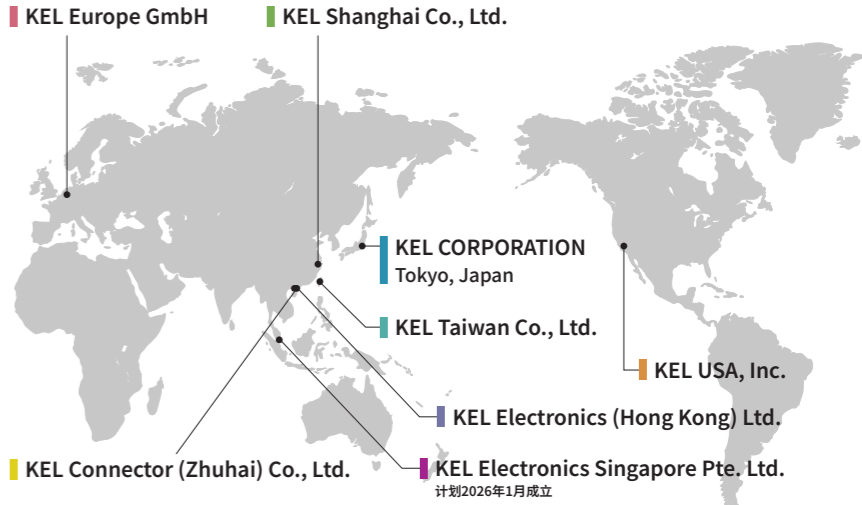 KEL Europe GmbH
KEL Shanghai Co., Ltd.
KEL CORPORATION
Tokyo, Japan
KEL Taiwan Co., Ltd.
KEL USA, Inc.
KEL Electronics (Hong Kong) Ltd.
KEL Connector (Zhuhai) Co., Ltd.
KEL Electronics Singapore Pte. Ltd.
计划2026年1月成立